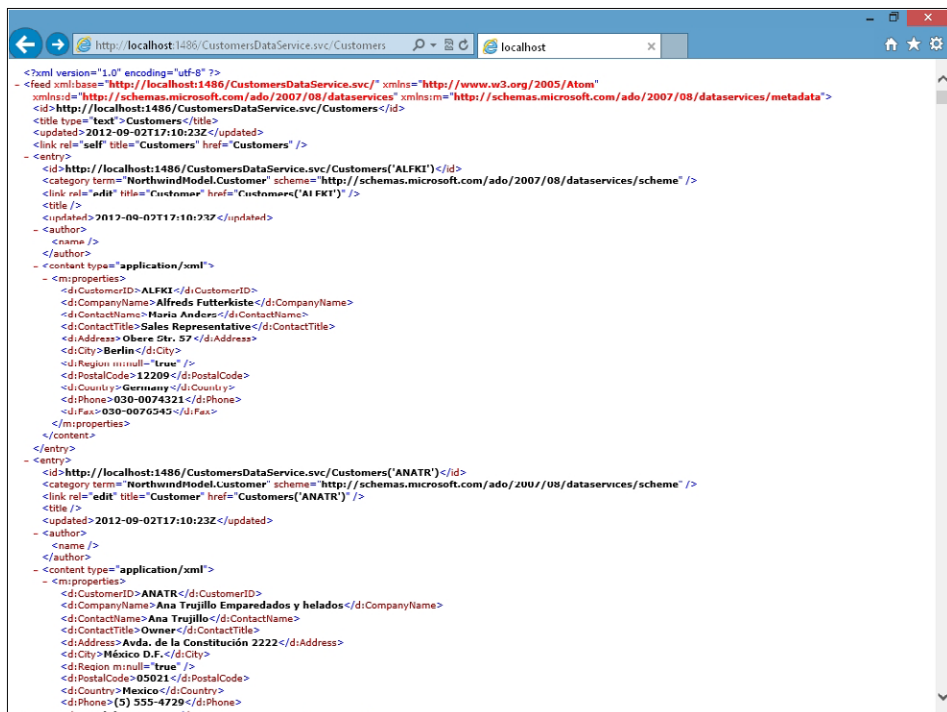 http://localhost:1486/CustomersDataService.svc/Customers
localhost
<?xml version="1.0" encoding="utf-8" ?>
- <feed xml:base="http://localhost:1486/CustomersDataService.svc/" xmlns="http://www.w3.org/2005/Atom"
xmlns:d="http://schemas.microsoft.com/ado/2007/08/dataservices" xmlns:m="http://schemas.microsoft.com/ado/2007/08/dataservices/metadata">
<id>http://localhost:1486/CustomersDataService.svc/Customers</id>
<title type="text">Customers</title>
<updated>2012-09-02T17:10:23Z</updated>
<link rel="self" title="Customers" href="Customers" />
- <entry>
<id>http://localhost:1486/CustomersDataService.svc/Customers('ALFKI')</id>
<category term="NorthwindModel.Customer" scheme="http://schemas.microsoft.com/ado/2007/08/dataservices/scheme" />
<link rel="edit" title="Customer" href="Customers('ALFKI')" />
<title />
<updated>2012-09-02T17:10:23Z</updated>
- <author>
<name />
</author>
- <content type="application/xml">
- <m:properties>
<d:CustomerID>ALFKI</d:CustomerID>
<d:CompanyName>Alfreds Futterkiste</d:CompanyName>
<d:ContactName>Maria Anders</d:ContactName>
<d:ContactTitle>Sales Representative</d:ContactTitle>
<d:Address>Obere Str. 57</d:Address>
<d:City>Berlin</d:City>
<d:Region m:null="true" />
<d:PostalCode>12209</d:PostalCode>
<d:Country>Germany</d:Country>
<d:Phone>030-0074321</d:Phone>
<d:Fax>030-0076545</d:Fax>
</m:properties>
</content>
</entry>
- <entry>
<id>http://localhost:1486/CustomersDataService.svc/Customers('ANATR')</id>
<category term="NorthwindModel.Customer" scheme="http://schemas.microsoft.com/ado/2007/08/dataservices/scheme" />
<link rel="edit" title="Customer" href="Customers('ANATR')" />
<title />
<updated>2012-09-02T17:10:23Z</updated>
- <author>
<name />
</author>
- <content type="application/xml">
- <m:properties>
<d:CustomerID>ANATR</d:CustomerID>
<d:CompanyName>Ana Trujillo Emparedados y helados</d:CompanyName>
<d:ContactName>Ana Trujillo</d:ContactName>
<d:ContactTitle>Owner</d:ContactTitle>
<d:Address>Avda. de la Constitución 2222</d:Address>
<d:City>México D.F.</d:City>
<d:Region m:null="true" />
<d:PostalCode>05021</d:PostalCode>
<d:Country>Mexico</d:Country>
<d:Phone>(5) 555-4729</d:Phone>